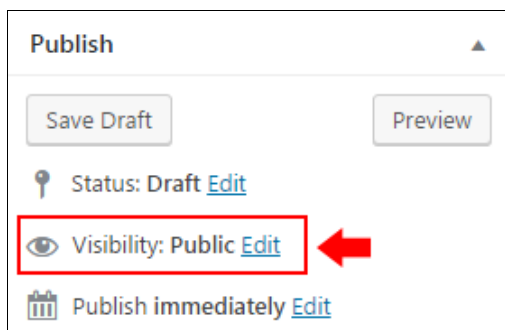 Publish
Save Draft Preview
Status: Draft Edit
Visibility: Public Edit
Publish immediately Edit